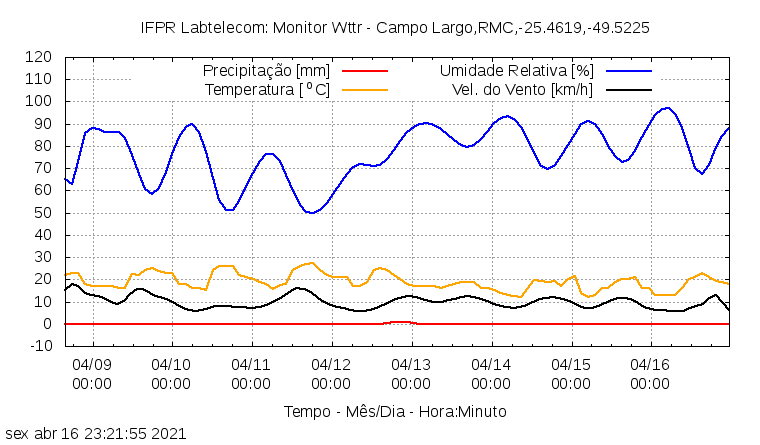 IFPR Labtelecom: Monitor Wttr - Campo Largo,RMC,-25.4619,-49.5225
120
110
100
90
80
70
60
50
40
30
20
10
0
-10
Precipitação [mm] Umidade Relativa [%]
Temperatura [⁰C] Vel. do Vento [km/h]
04/09 04/10 04/11 04/12 04/13 04/14 04/15 04/16
00:00 00:00 00:00 00:00 00:00 00:00 00:00 00:00
Tempo - Mês/Dia - Hora:Minuto
sex abr 16 23:21:55 2021